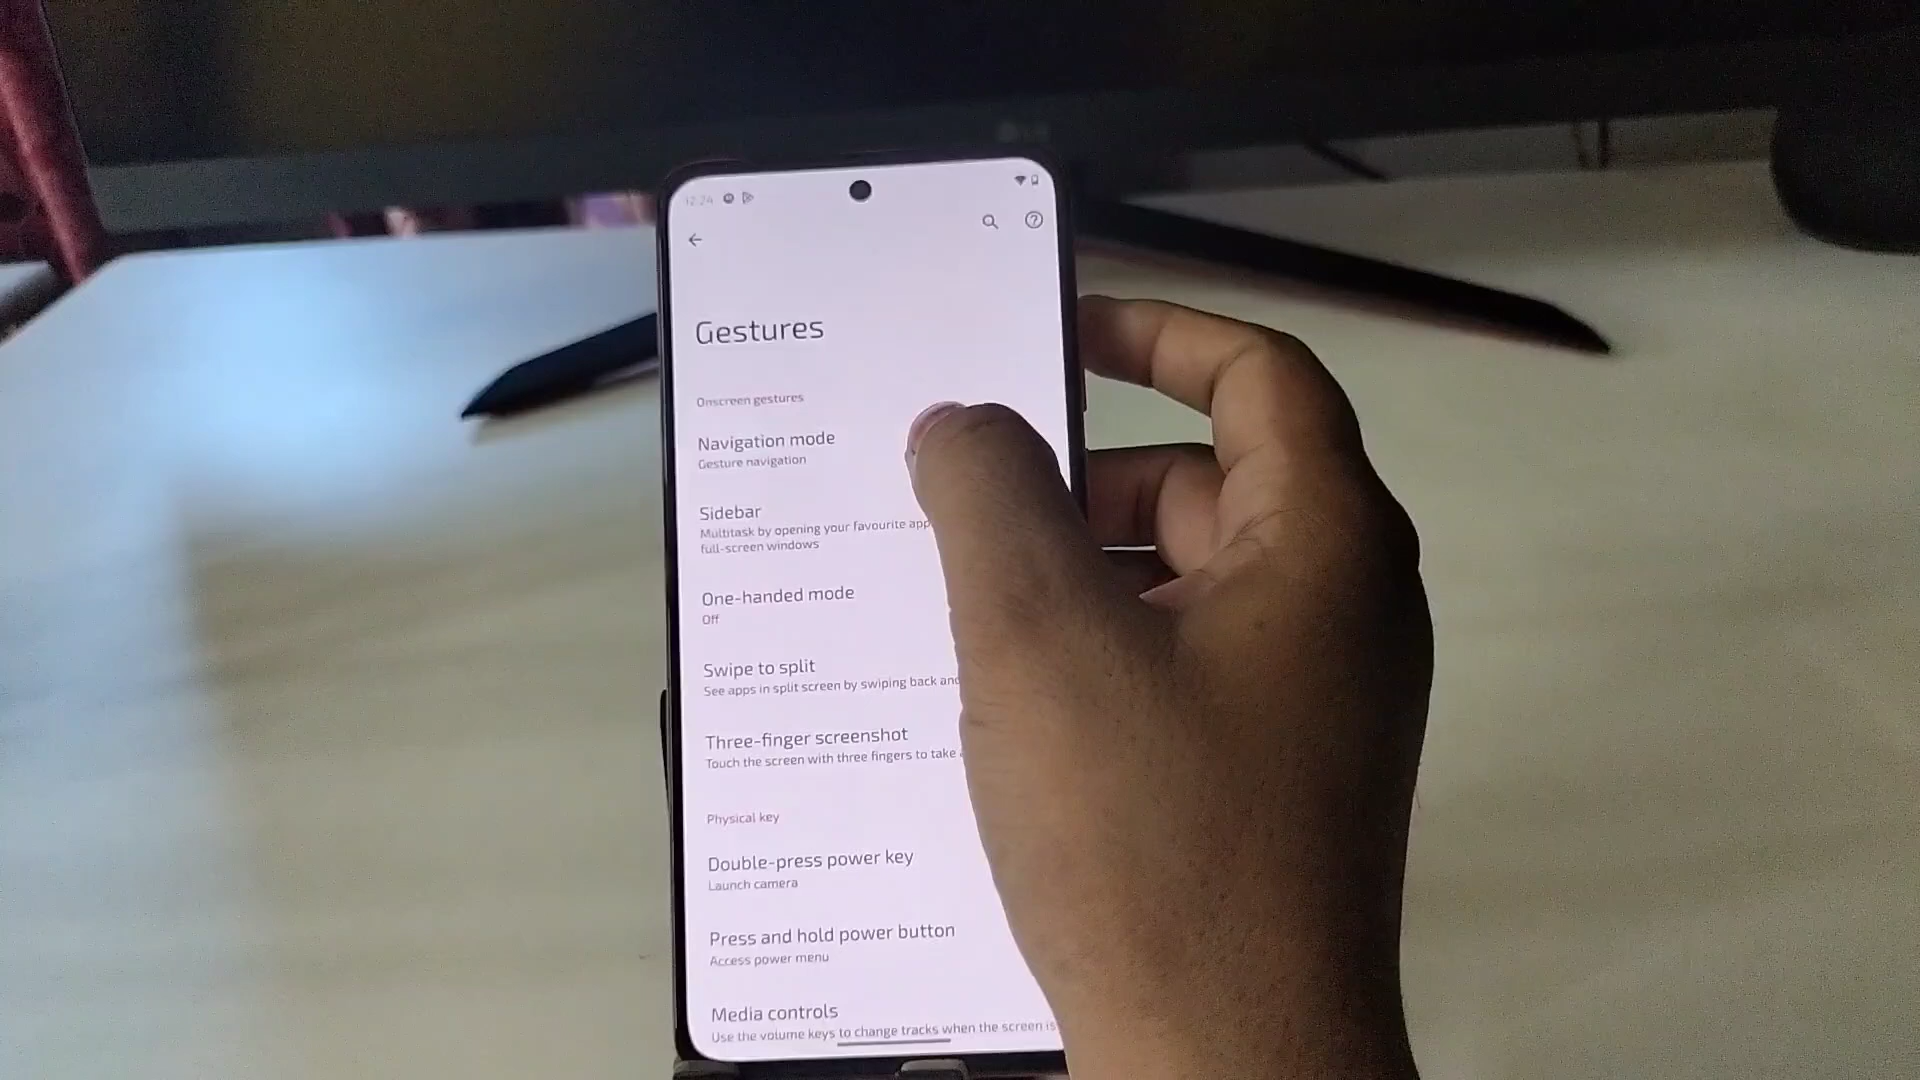 12:24
Gestures
Onscreen gestures
Navigation mode
Gesture navigation
Sidebar
Multitask by opening your favourite app
full-screen windows
One-handed mode
Off
Swipe to split
See apps in split screen by swiping back and
Three-finger screenshot
Touch the screen with three fingers to take
Physical key
Double-press power key
Launch camera
Press and hold power button
Access power menu
Media controls
Use the volume keys to change tracks when the screen is